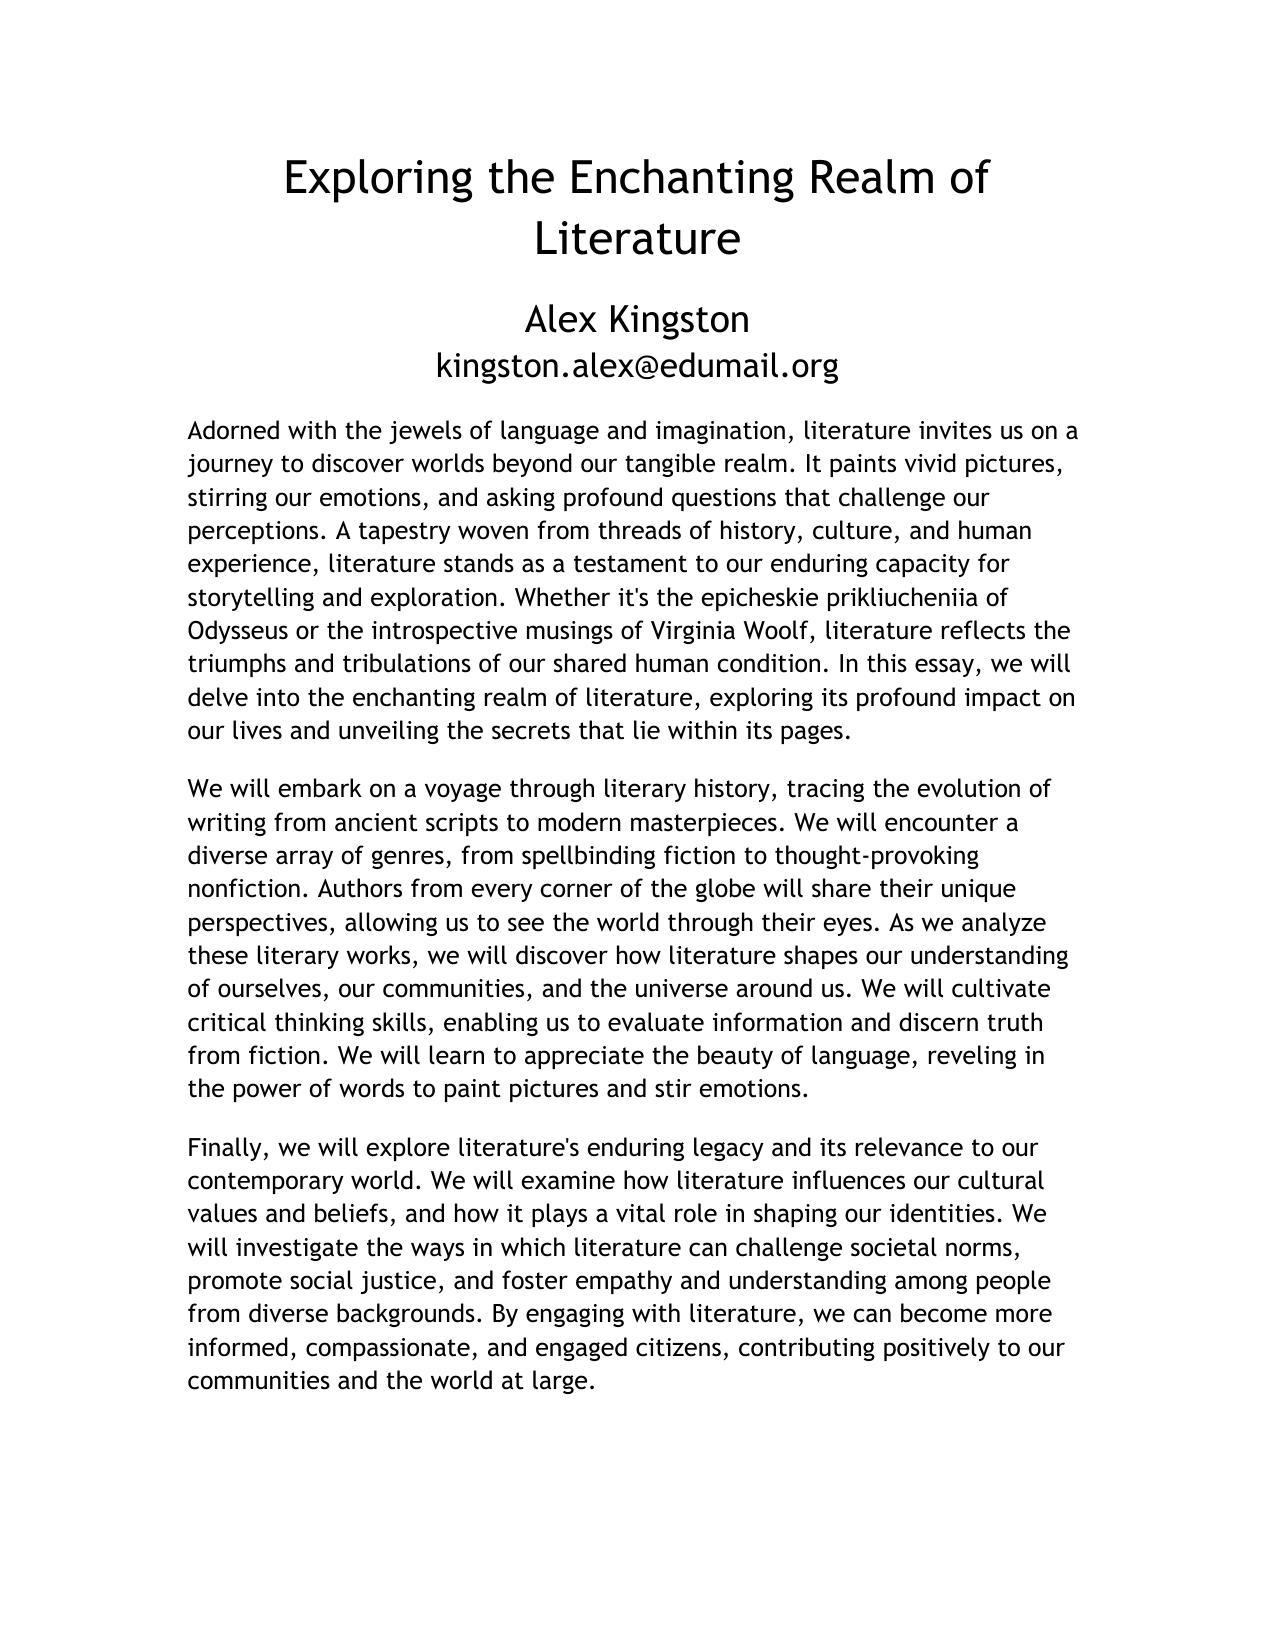 Exploring the Enchanting Realm of
Literature
Alex Kingston
kingston.alex@edumail.org
Adorned with the jewels of language and imagination, literature invites us on a
journey to discover worlds beyond our tangible realm. It paints vivid pictures,
stirring our emotions, and asking profound questions that challenge our
perceptions. A tapestry woven from threads of history, culture, and human
experience, literature stands as a testament to our enduring capacity for
storytelling and exploration. Whether it's the epicheskie prikliucheniia of
Odysseus or the introspective musings of Virginia Woolf, literature reflects the
triumphs and tribulations of our shared human condition. In this essay, we will
delve into the enchanting realm of literature, exploring its profound impact on
our lives and unveiling the secrets that lie within its pages.
We will embark on a voyage through literary history, tracing the evolution of
writing from ancient scripts to modern masterpieces. We will encounter a
diverse array of genres, from spellbinding fiction to thought-provoking
nonfiction. Authors from every corner of the globe will share their unique
perspectives, allowing us to see the world through their eyes. As we analyze
these literary works, we will discover how literature shapes our understanding
of ourselves, our communities, and the universe around us. We will cultivate
critical thinking skills, enabling us to evaluate information and discern truth
from fiction. We will learn to appreciate the beauty of language, reveling in
the power of words to paint pictures and stir emotions.
Finally, we will explore literature's enduring legacy and its relevance to our
contemporary world. We will examine how literature influences our cultural
values and beliefs, and how it plays a vital role in shaping our identities. We
will investigate the ways in which literature can challenge societal norms,
promote social justice, and foster empathy and understanding among people
from diverse backgrounds. By engaging with literature, we can become more
informed, compassionate, and engaged citizens, contributing positively to our
communities and the world at large.